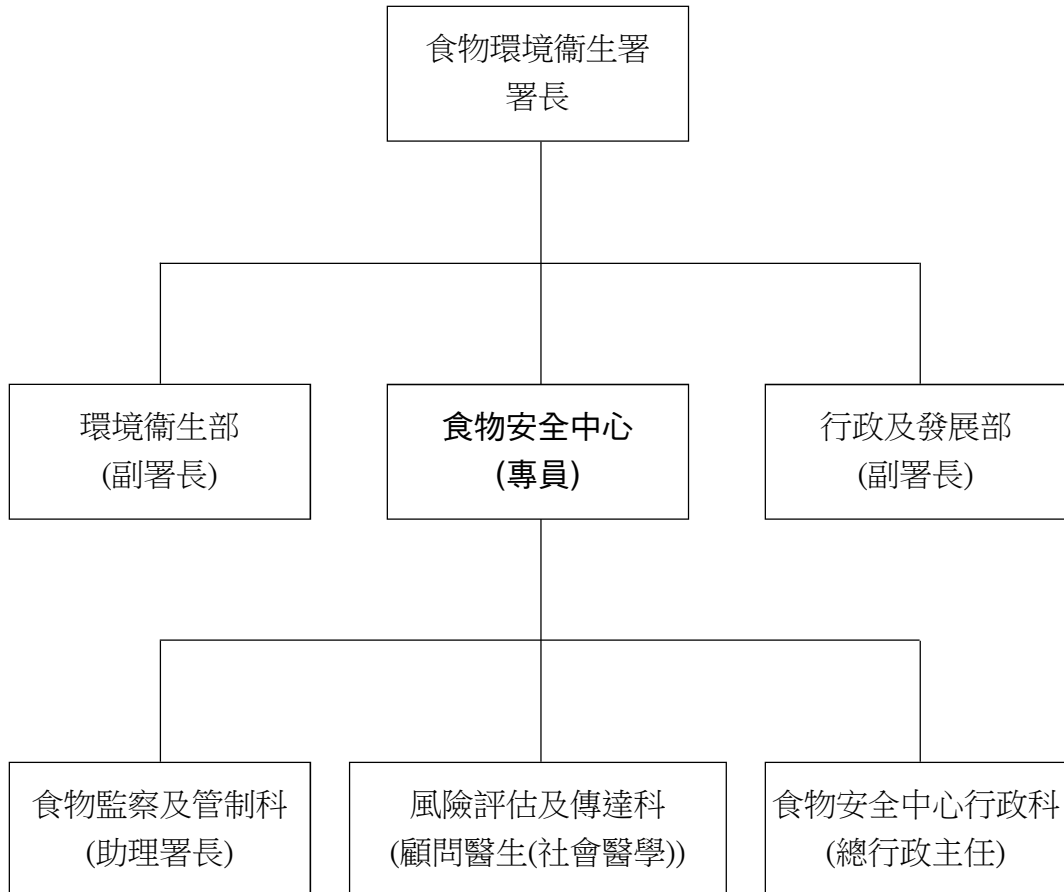 食物環境衞生署
署長
環境衞生部
(副署長)
食物安全中心
(專員)
行政及發展部
(副署長)
食物監察及管制科
(助理署長)
風險評估及傳達科
(顧問醫生(社會醫學))
食物安全中心行政科
(總行政主任)